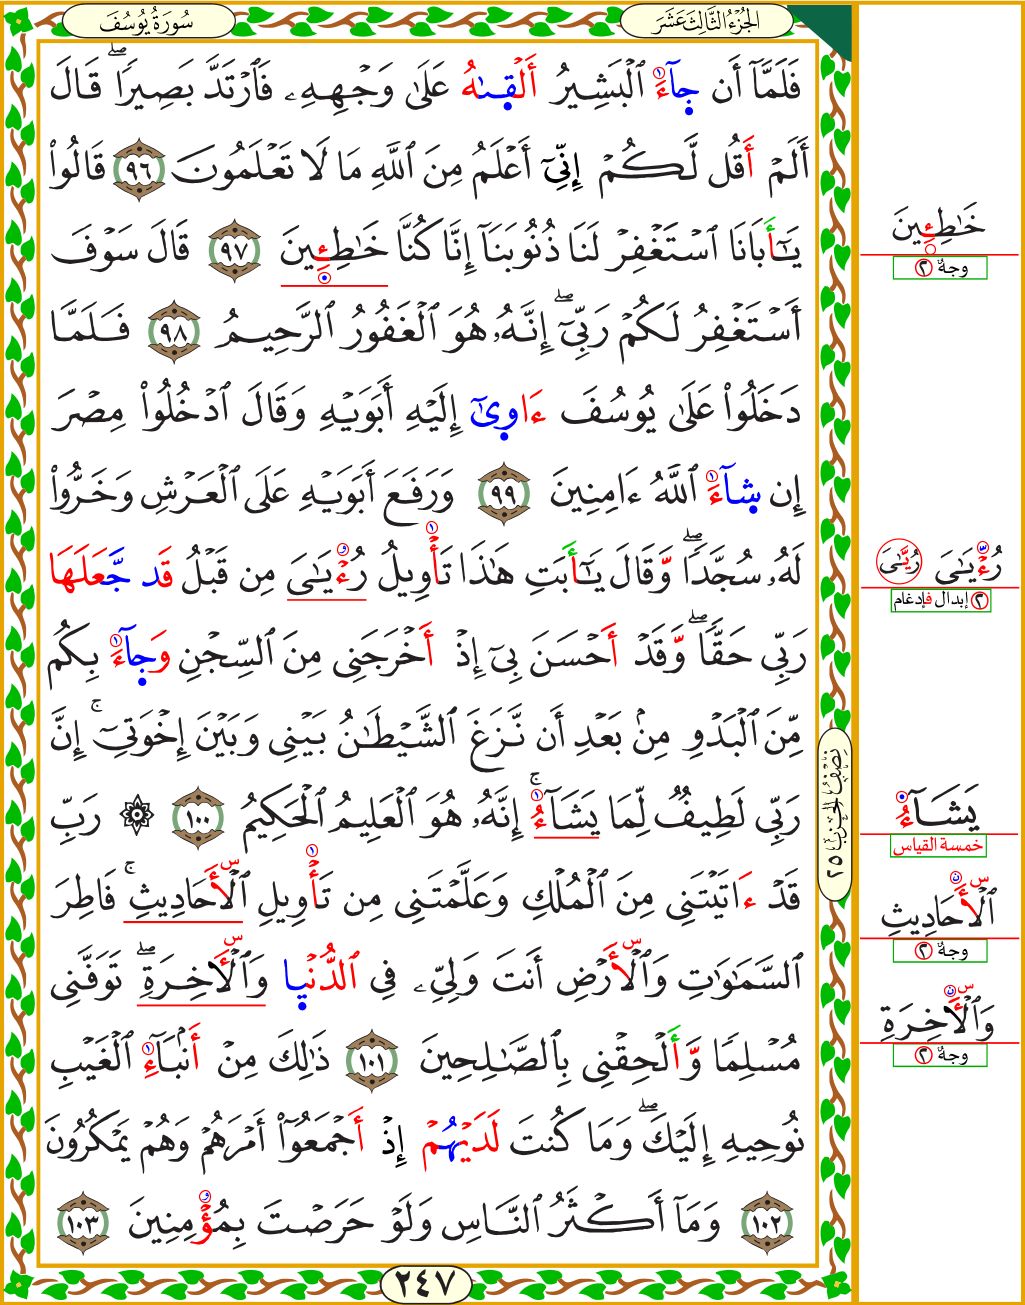 سُورَةُ يُوسُفَ
الجُزْءُ الثَّالِثَ عَشَرَ
فَلَمَّآ أَن جَآءَ ٱلْبَشِيرُ أَلْقَىٰهُ عَلَىٰ وَجْهِهِۦ فَٱرْتَدَّ بَصِيرًاۖ قَالَ
أَلَمْ أَقُل لَّكُمْ إِنِّىٓ أَعْلَمُ مِنَ ٱللَّهِ مَا لَا تَعْلَمُونَ ٩٦ قَالُوا۟
يَـٰٓأَبَانَا ٱسْتَغْفِرْ لَنَا ذُنُوبَنَآ إِنَّا كُنَّا خَـٰطِـِٔينَ ٩٧ قَالَ سَوْفَ
أَسْتَغْفِرُ لَكُمْ رَبِّىٓۖ إِنَّهُۥ هُوَ ٱلْغَفُورُ ٱلرَّحِيمُ ٩٨ فَلَمَّا
دَخَلُوا۟ عَلَىٰ يُوسُفَ ءَاوِىٰٓ إِلَيْهِ أَبَوَيْهِ وَقَالَ ٱدْخُلُوا۟ مِصْرَ
إِن شَآءَ ٱللَّهُ ءَامِنِينَ ٩٩ وَرَفَعَ أَبَوَيْهِ عَلَى ٱلْعَرْشِ وَخَرُّوا۟
لَهُۥ سُجَّدًاۖ وَّقَالَ يَـٰٓأَبَتِ هَـٰذَا تَأْوِيلُ رُءْيَـٰىَ مِن قَبْلُ قَد جَّعَلَهَا
رَبِّى حَقًّاۖ وَّقَدْ أَحْسَنَ بِىٓ إِذْ أَخْرَجَنِى مِنَ ٱلسِّجْنِ وَجَآءَ بِكُم
مِّنَ ٱلْبَدْوِ مِنۢ بَعْدِ أَن نَّزَغَ ٱلشَّيْطَـٰنُ بَيْنِى وَبَيْنَ إِخْوَتِىٓۚ إِنَّ
رَبِّى لَطِيفٌ لِّمَا يَشَآءُۚ إِنَّهُۥ هُوَ ٱلْعَلِيمُ ٱلْحَكِيمُ ١٠٠ ۞ رَبِّ
قَدْ ءَاتَيْتَنِى مِنَ ٱلْمُلْكِ وَعَلَّمْتَنِى مِن تَأْوِيلِ ٱلْأَحَادِيثِۚ فَاطِرَ
ٱلسَّمَـٰوَٰتِ وَٱلْأَرْضِ أَنتَ وَلِىِّۦ فِى ٱلدُّنْيَا وَٱلْـَٔاخِرَةِۖ تَوَفَّنِى
مُسْلِمًا وَّأَلْحِقْنِى بِٱلصَّـٰلِحِينَ ١٠١ ذَٰلِكَ مِنْ أَنۢبَآءِ ٱلْغَيْبِ
نُوحِيهِ إِلَيْكَۖ وَمَا كُنتَ لَدَيْهُمْ إِذْ أَجْمَعُوٓا۟ أَمْرَهُمْ وَهُمْ يَمْكُرُونَ
١٠٢ وَمَآ أَكْثَرُ ٱلنَّاسِ وَلَوْ حَرَصْتَ بِمُؤْمِنِينَ ١٠٣
٢٤٧
نِصْفُ الحِزْبِ ٢٥
خَـٰطِـِٔينَ
وجهٌ ٢
رُءْيَـٰىَ رُيَّـٰىَ
٢ إبدال فإدغام
يَشَآءُ
خمسة القياس
ٱلْأَحَادِيثِ
وجهٌ ٢
وَٱلْـَٔاخِرَةِ
وجهٌ ٢